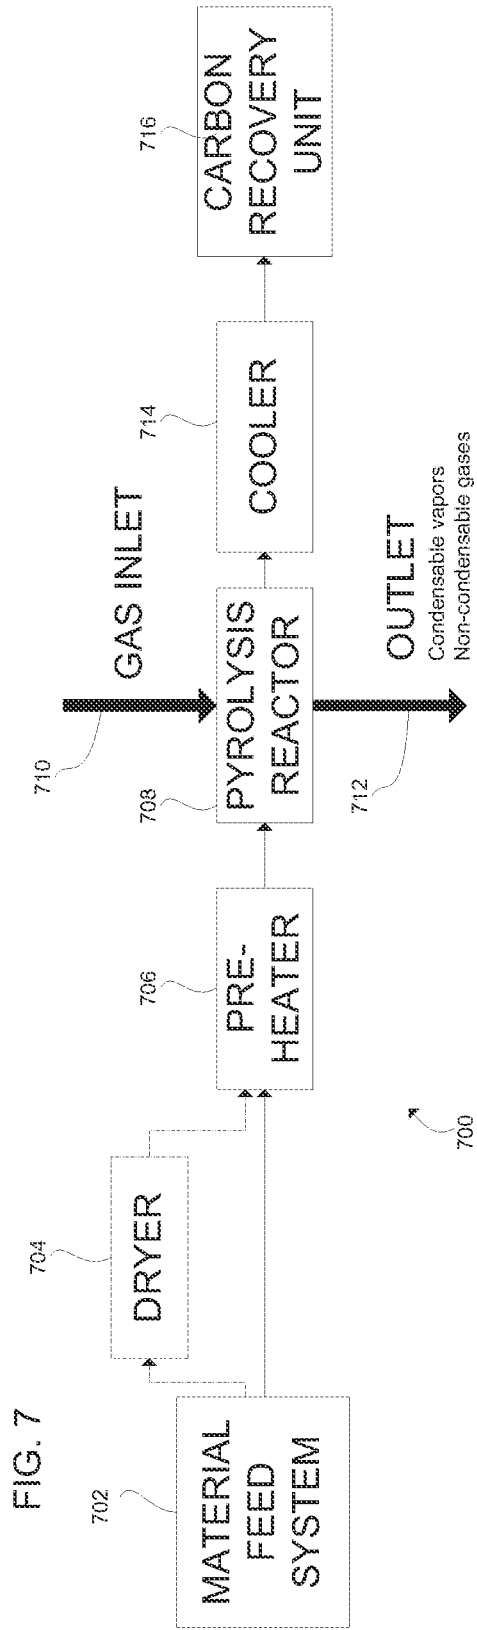 FIG. 7
702
MATERIAL
FEED
SYSTEM
704
DRYER
700
706
PRE-
HEATER
710
GAS INLET
708
PYROLYSIS
REACTOR
712
OUTLET
Condensable vapors
Non-condensable gases
714
COOLER
716
CARBON
RECOVERY
UNIT